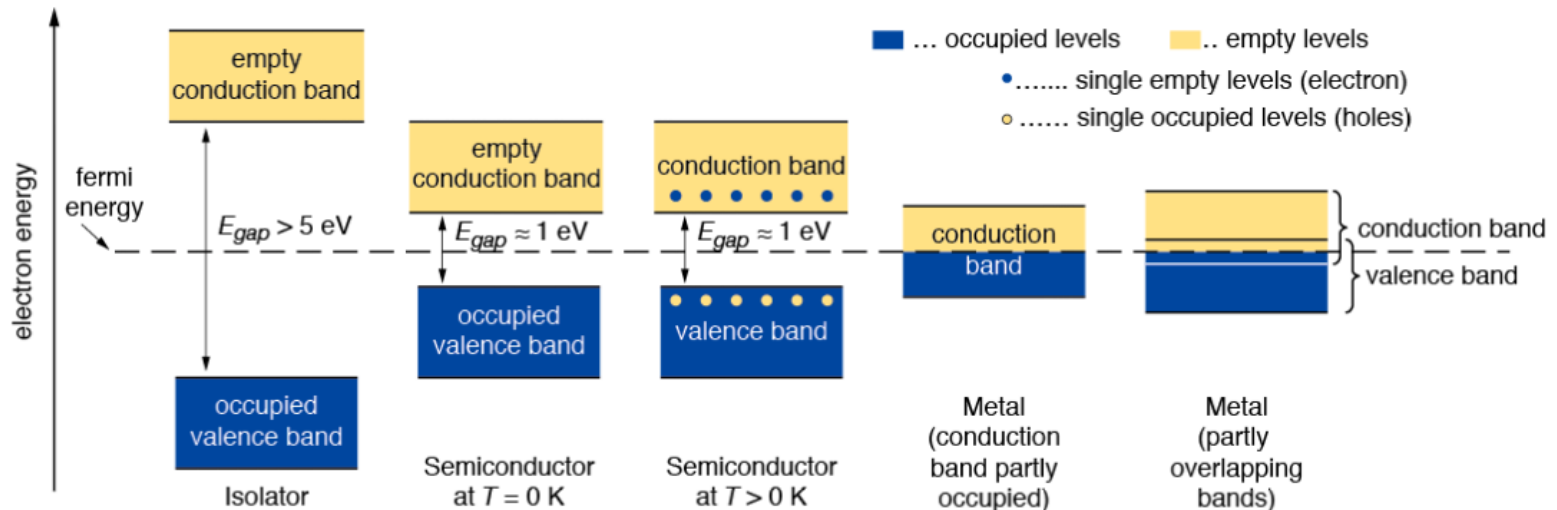 electron energy
fermi
energy
empty
conduction band
E_gap > 5 eV
occupied
valence band
Isolator
empty
conduction band
E_gap ≈ 1 eV
occupied
valence band
Semiconductor
at T = 0 K
conduction band
E_gap ≈ 1 eV
valence band
Semiconductor
at T > 0 K
conduction
band
Metal
(conduction
band partly
occupied)
conduction band
valence band
Metal
(partly
overlapping
bands)
... occupied levels
.. empty levels
....... single empty levels (electron)
...... single occupied levels (holes)